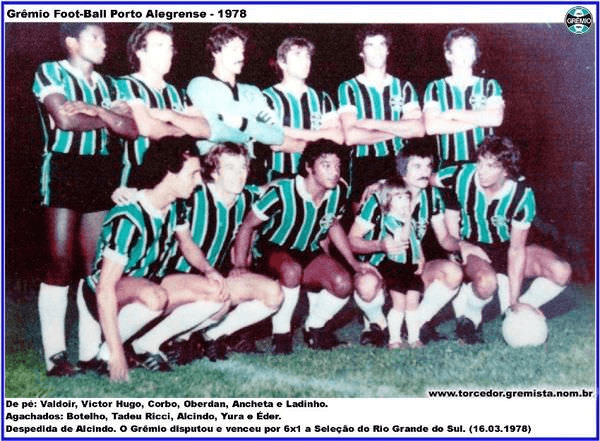 Grêmio Foot-Ball Porto Alegrense - 1978
GRÊMIO
www.torcedor.gremista.nom.br
De pé: Valdoir, Victor Hugo, Corbo, Oberdan, Ancheta e Ladinho.
Agachados: Botelho, Tadeu Ricci, Alcindo, Yura e Éder.
Despedida de Alcindo. O Grêmio disputou e venceu por 6x1 a Seleção do Rio Grande do Sul. (16.03.1978)